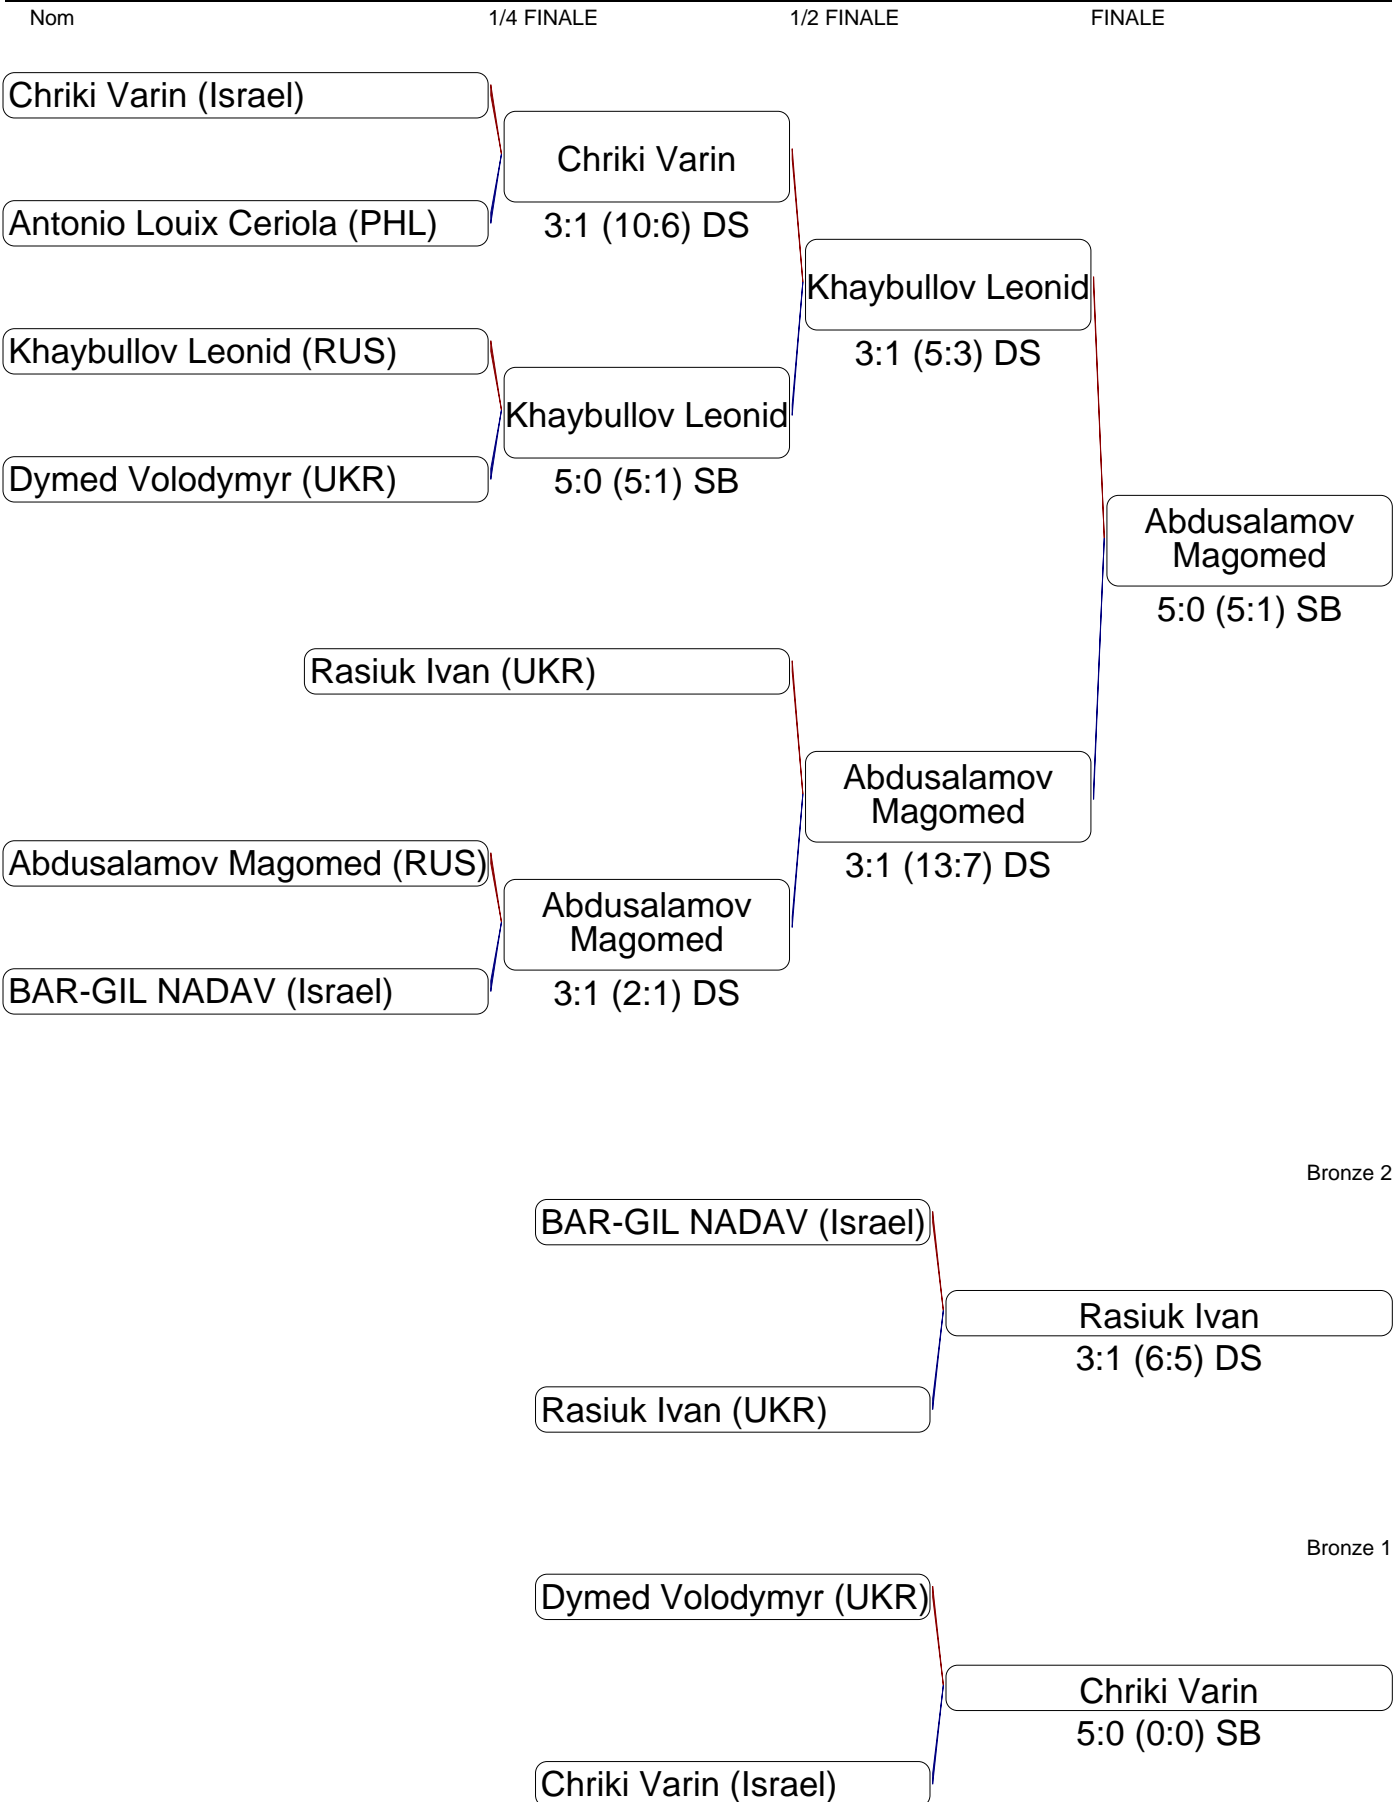 Nom 1/4 FINALE 1/2 FINALE FINALE
Chriki Varin (Israel)
Chriki Varin
Antonio Louix Ceriola (PHL)
3:1 (10:6) DS
Khaybullov Leonid
Khaybullov Leonid (RUS)
3:1 (5:3) DS
Khaybullov Leonid
Dymed Volodymyr (UKR)
5:0 (5:1) SB
Abdusalamov
Magomed
5:0 (5:1) SB
Rasiuk Ivan (UKR)
Abdusalamov
Magomed
3:1 (13:7) DS
Abdusalamov Magomed (RUS)
Abdusalamov
Magomed
BAR-GIL NADAV (Israel)
3:1 (2:1) DS
Bronze 2
BAR-GIL NADAV (Israel)
Rasiuk Ivan
3:1 (6:5) DS
Rasiuk Ivan (UKR)
Bronze 1
Dymed Volodymyr (UKR)
Chriki Varin
5:0 (0:0) SB
Chriki Varin (Israel)